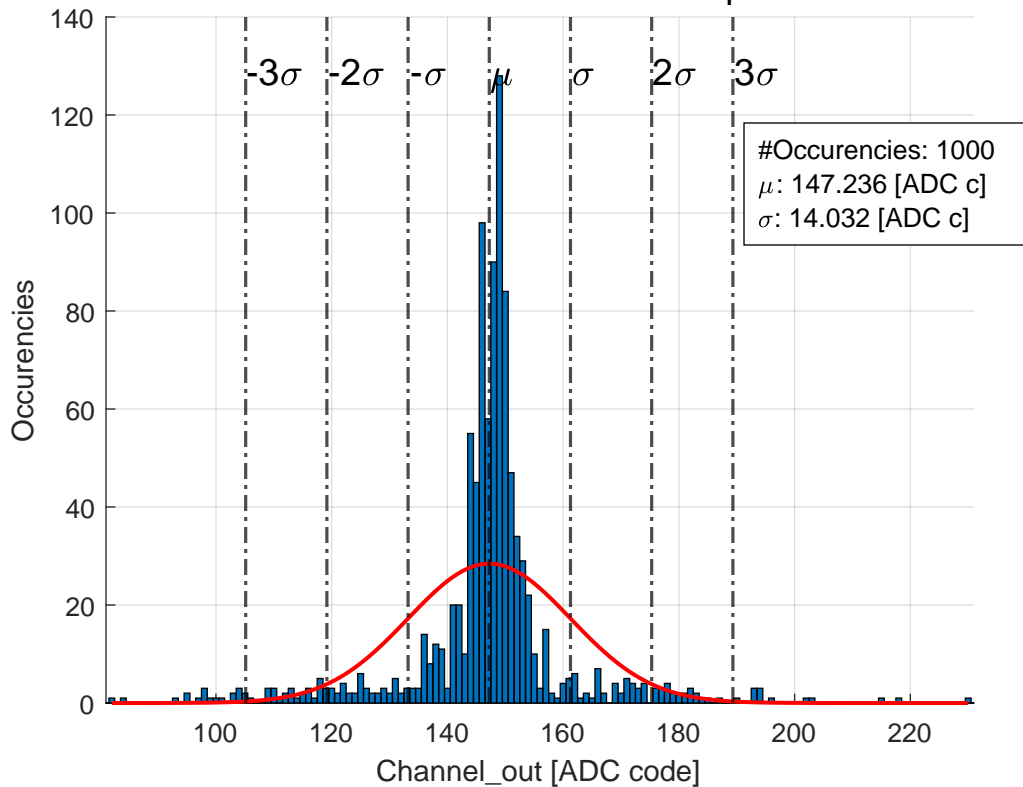 140
120
100
80
60
40
20
0
-3σ
-2σ
-σ
μ
σ
2σ
3σ
#Occurencies: 1000
μ: 147.236 [ADC c]
σ: 14.032 [ADC c]
Occurencies
100
120
140
160
180
200
220
Channel_out [ADC code]